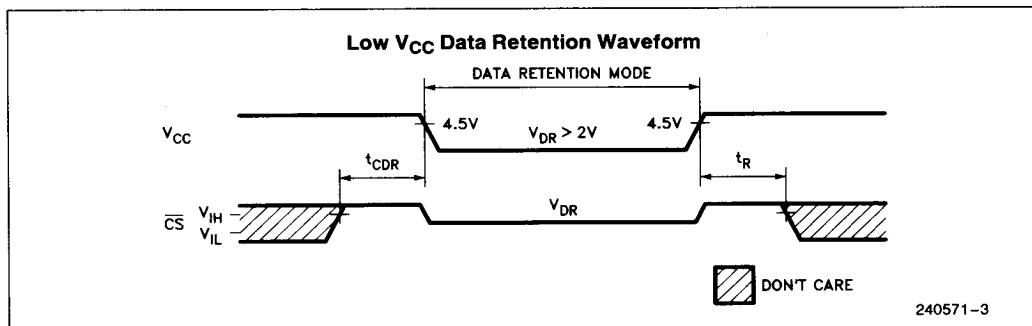 Low VCC Data Retention Waveform
DATA RETENTION MODE
VCC
4.5V
VDR > 2V
4.5V
tCDR
tR
CS
VIH
VIL
VDR
DON'T CARE
240571-3